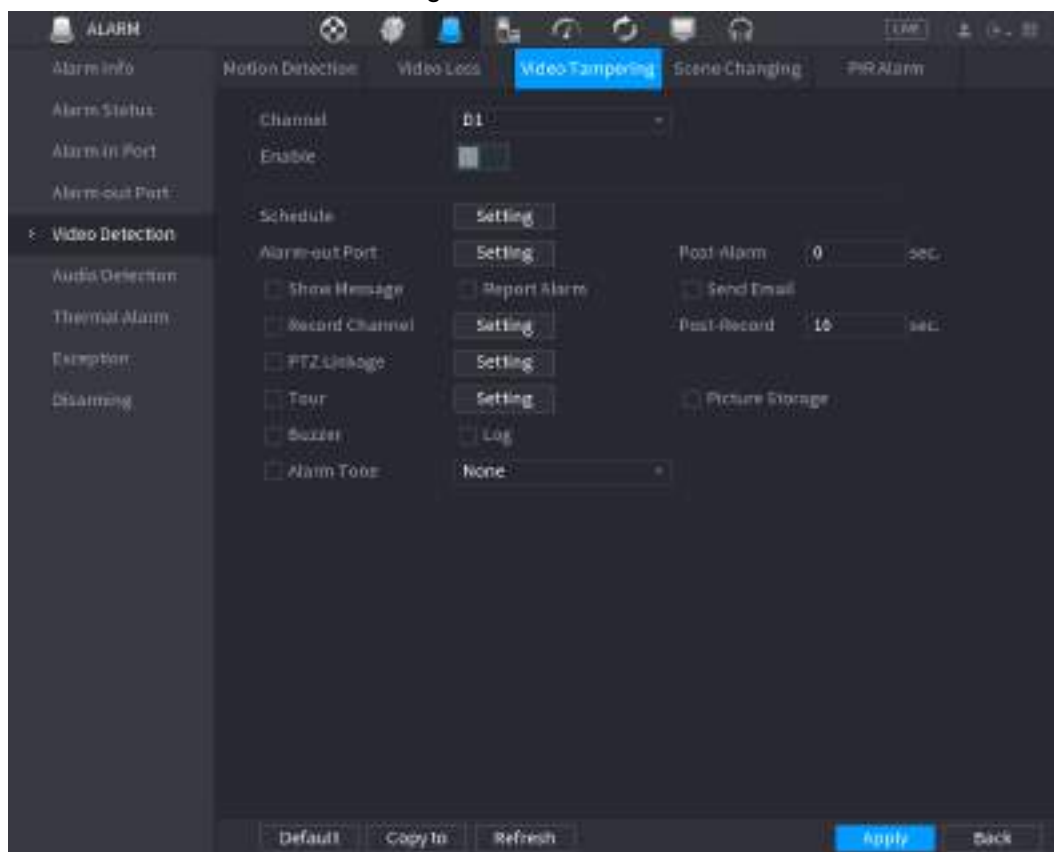 ALARM LIVE
Alarm Info Motion Detection Video Loss Video Tampering Scene Changing PIR Alarm
Alarm Status Channel D1
Alarm in Port Enable
Alarm-out Port
Schedule Setting
Video Detection
Alarm-out Port Setting Post-Alarm 0 sec.
Audio Detection
Show Message Report Alarm Send Email
Thermal Alarm Record Channel Setting Post-Record 10 sec.
Exception PTZ Linkage Setting
Disarming Tour Setting Picture Storage
Buzzer Log
Alarm Tone None
Default Copy to Refresh Apply Back